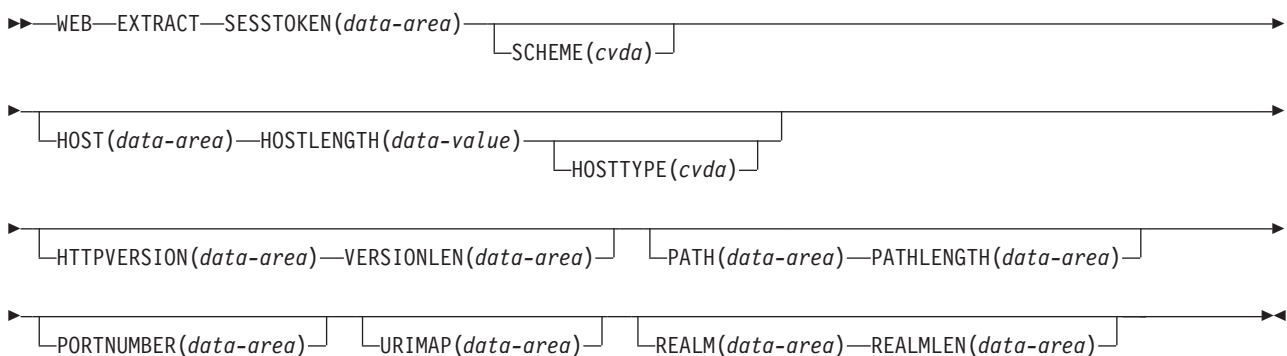 WEB EXTRACT SESSTOKEN(data-area)
SCHEME(cvda)
HOST(data-area) HOSTLENGTH(data-value)
HOSTTYPE(cvda)
HTTPVERSION(data-area) VERSIONLEN(data-area) PATH(data-area) PATHLENGTH(data-area)
PORTNUMBER(data-area) URIMAP(data-area) REALM(data-area) REALMLEN(data-area)